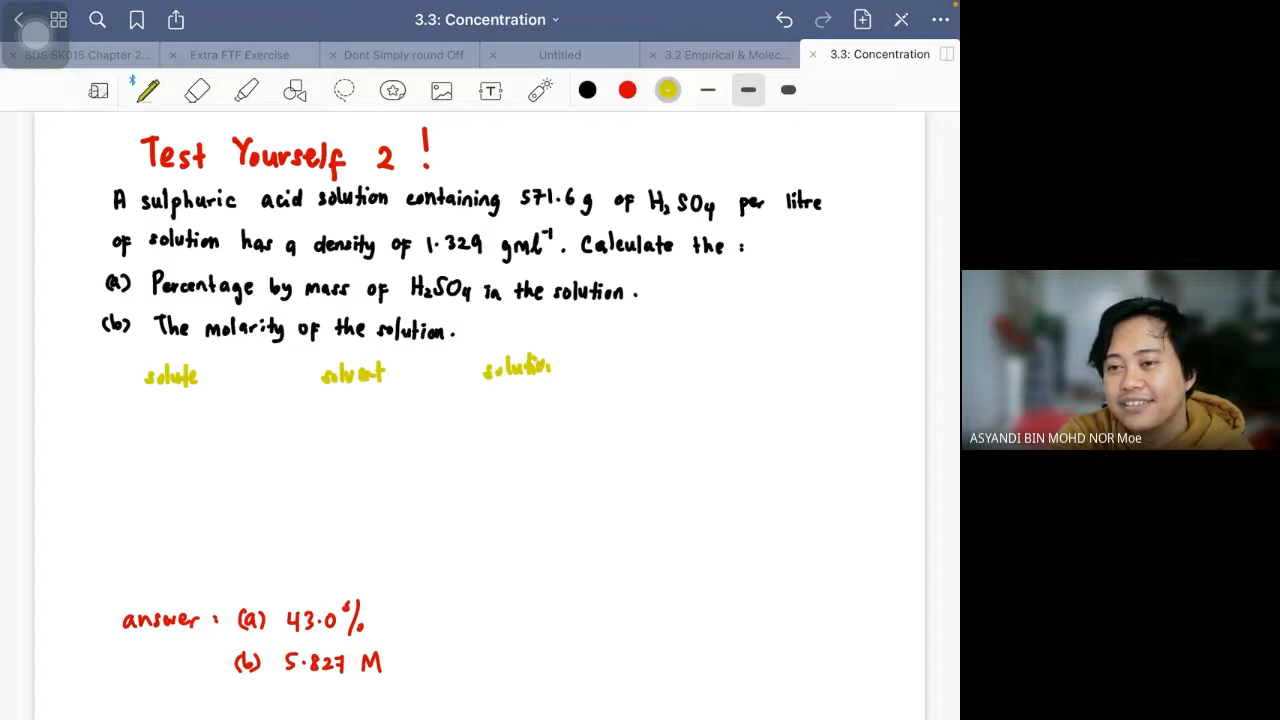 3.3: Concentration
SDS SK015 Chapter 2...
Extra FTF Exercise
Dont Simply round Off
Untitled
3.2 Empirical & Molec...
3.3: Concentration
Test Yourself 2 !
A sulphuric acid solution containing 571.6g of H₂SO₄ per litre
of solution has a density of 1.329 gml⁻¹. Calculate the :
(a) Percentage by mass of H₂SO₄ in the solution.
(b) The molarity of the solution.
solute solvent solution
answer : (a) 43.0%
(b) 5.827 M
ASYANDI BIN MOHD NOR Moe